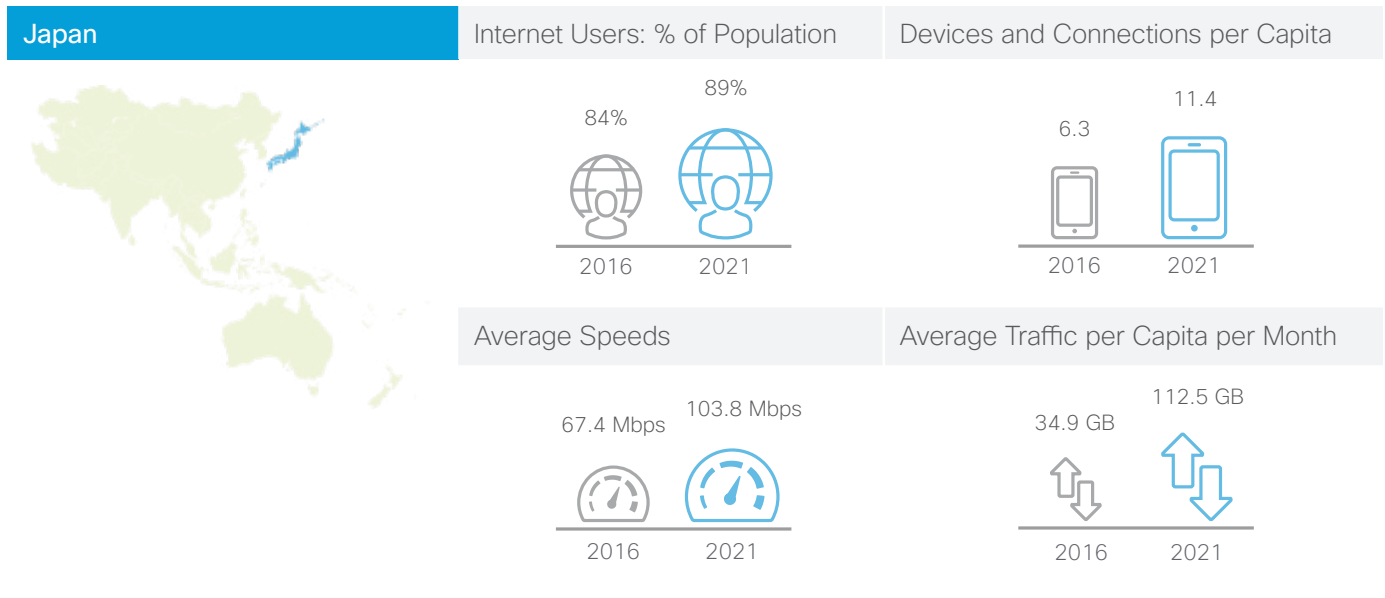 Japan
Internet Users: % of Population
84%
89%
2016
2021
Devices and Connections per Capita
6.3
11.4
2016
2021
Average Speeds
67.4 Mbps
103.8 Mbps
2016
2021
Average Traffic per Capita per Month
34.9 GB
112.5 GB
2016
2021